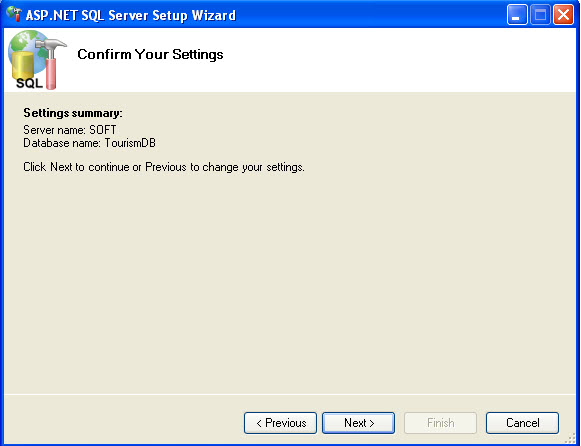 ASP.NET SQL Server Setup Wizard
SQL
Confirm Your Settings
Settings summary:
Server name: SOFT
Database name: TourismDB
Click Next to continue or Previous to change your settings.
< Previous
Next >
Finish
Cancel